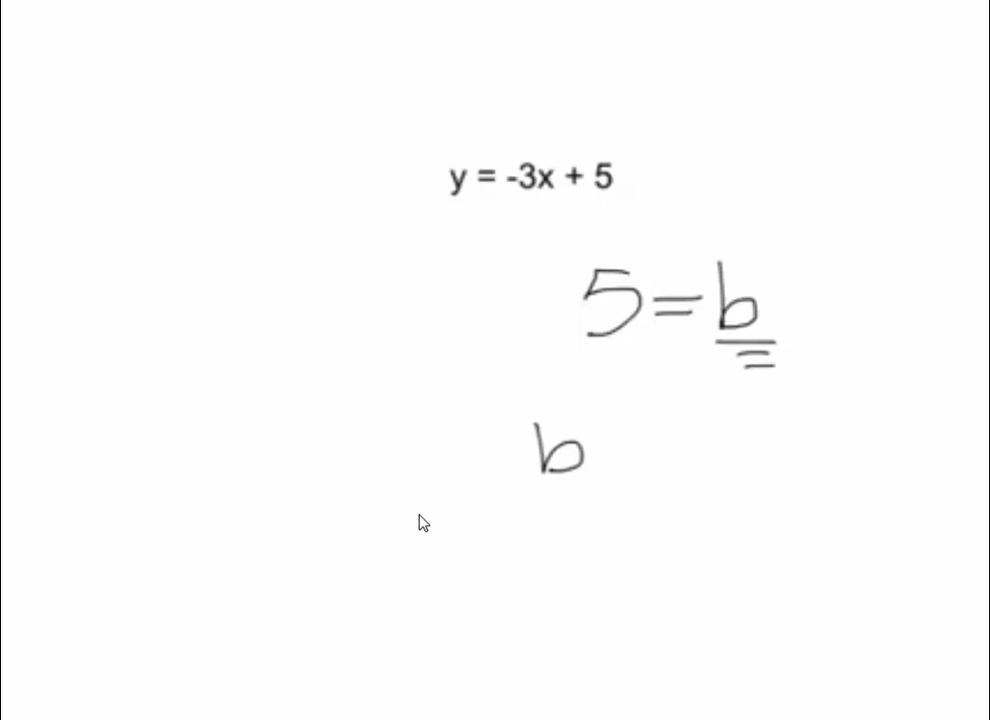 y = -3x + 5
5 = b
b